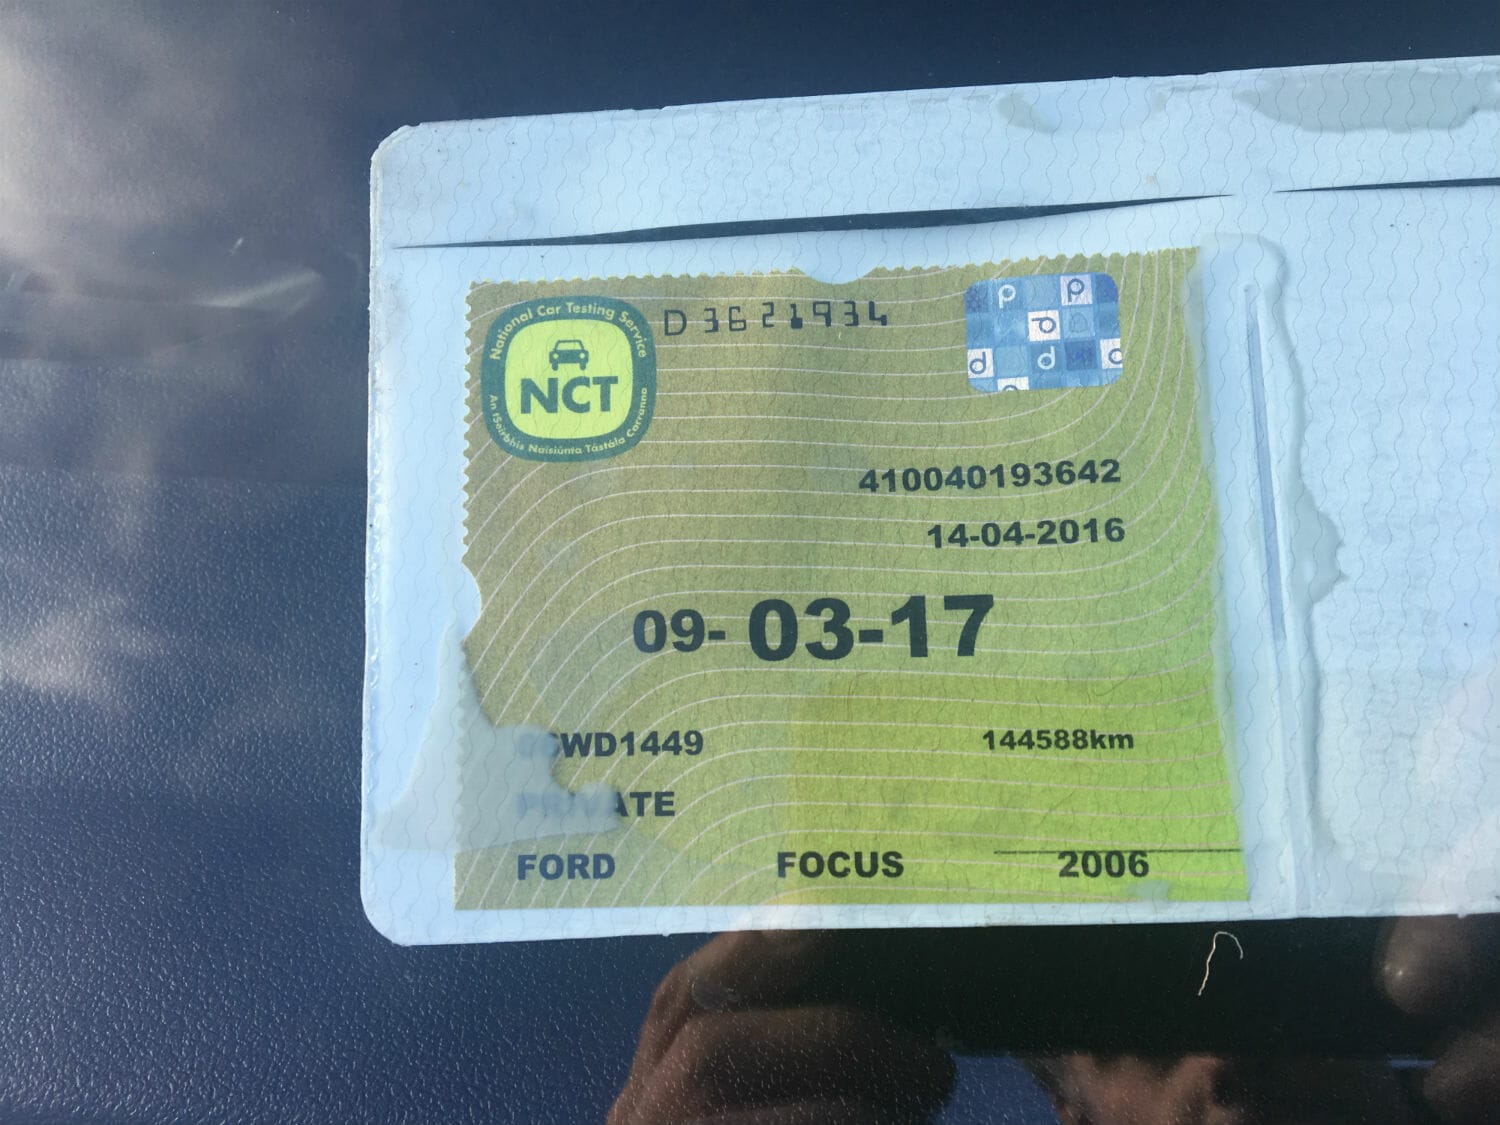 National Car Testing Service
NCT
An tSeirbhís Náisiúnta Tástála Carranna
D3621934
p p
p
d d
410040193642
14-04-2016
09-03-17
WD1449 144588km
PRIVATE
FORD FOCUS 2006